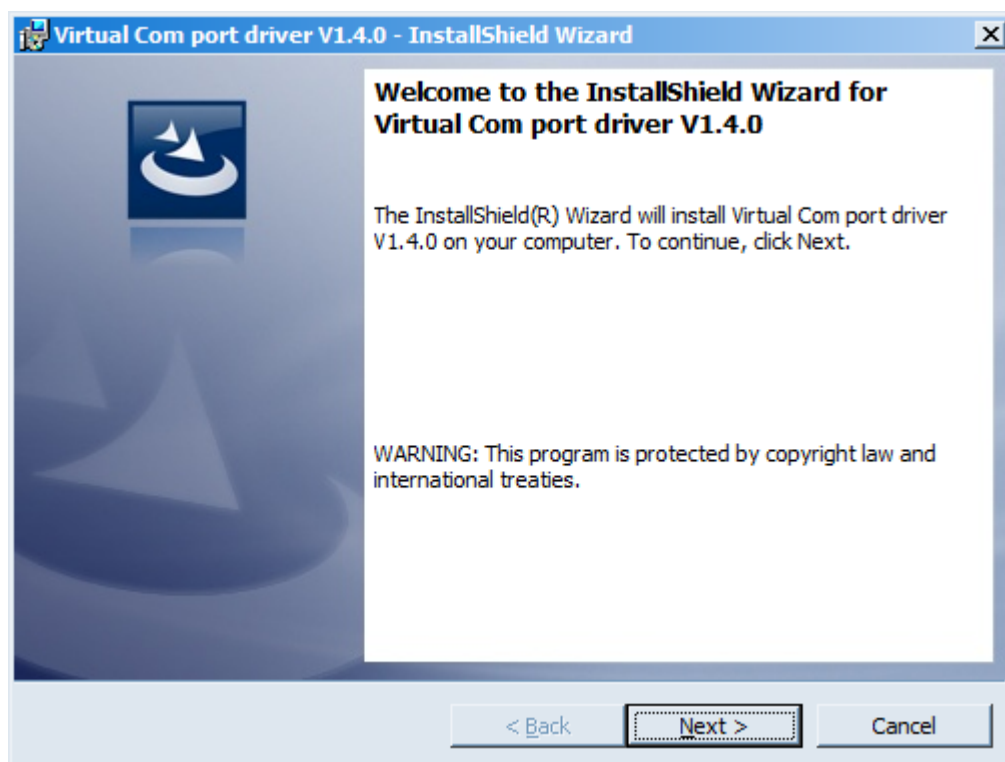 Virtual Com port driver V1.4.0 - InstallShield Wizard
Welcome to the InstallShield Wizard for
Virtual Com port driver V1.4.0
The InstallShield(R) Wizard will install Virtual Com port driver
V1.4.0 on your computer. To continue, click Next.
WARNING: This program is protected by copyright law and
international treaties.
< Back Next > Cancel